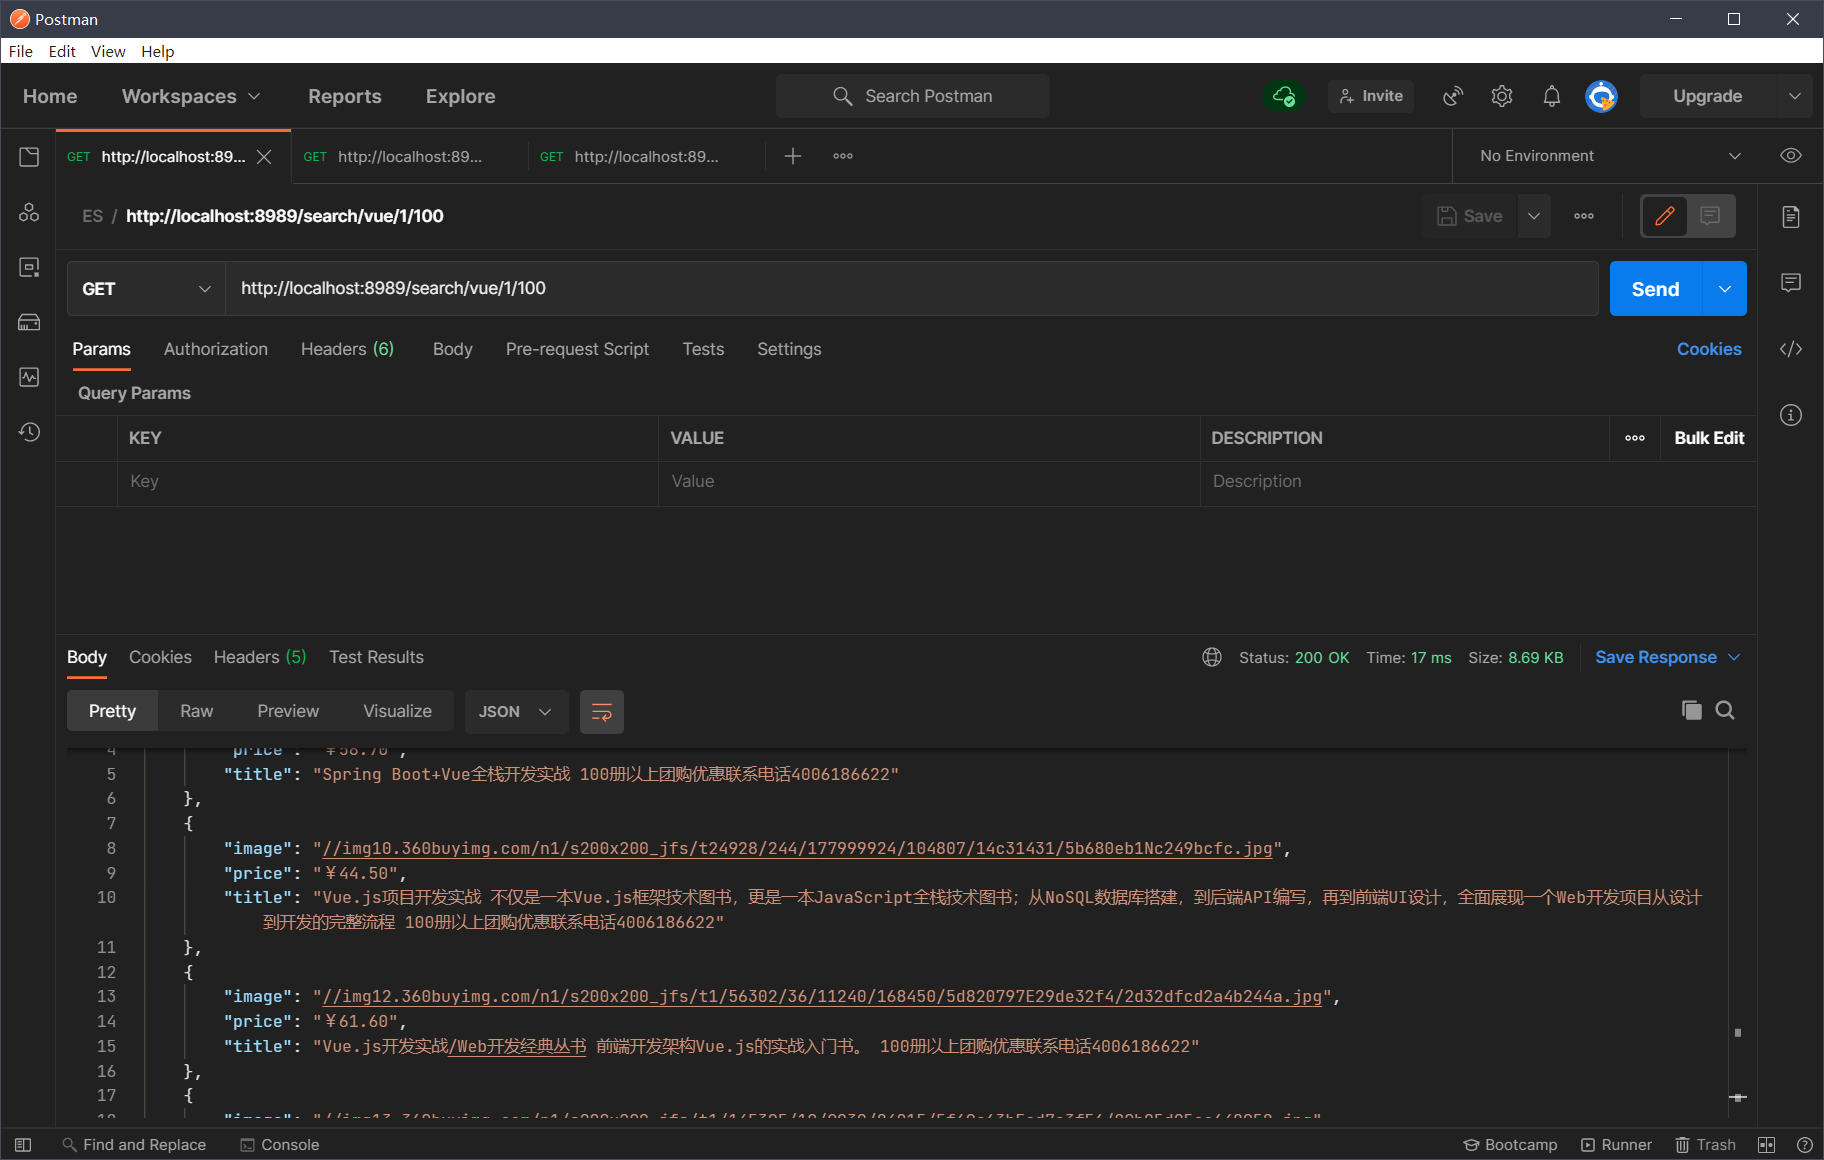 Postman
File Edit View Help
Home Workspaces Reports Explore Search Postman Invite Upgrade
GET http://localhost:89... GET http://localhost:89... GET http://localhost:89... No Environment
ES / http://localhost:8989/search/vue/1/100 Save
GET http://localhost:8989/search/vue/1/100 Send
Params Authorization Headers (6) Body Pre-request Script Tests Settings Cookies
Query Params
KEY VALUE DESCRIPTION Bulk Edit
Key Value Description
Body Cookies Headers (5) Test Results Status: 200 OK Time: 17 ms Size: 8.69 KB Save Response
Pretty Raw Preview Visualize JSON
4 "price": "¥58.70",
5 "title": "Spring Boot+Vue全栈开发实战 100册以上团购优惠联系电话4006186622"
6 },
7 {
8 "image": "//img10.360buyimg.com/n1/s200x200_jfs/t24928/244/177999924/104807/14c31431/5b680eb1Nc249bcfc.jpg",
9 "price": "¥44.50",
10 "title": "Vue.js项目开发实战 不仅是一本Vue.js框架技术图书，更是一本JavaScript全栈技术图书；从NoSQL数据库搭建，到后端API编写，再到前端UI设计，全面展现一个Web开发项目从设计
到开发的完整流程 100册以上团购优惠联系电话4006186622"
11 },
12 {
13 "image": "//img12.360buyimg.com/n1/s200x200_jfs/t1/56302/36/11240/168450/5d820797E29de32f4/2d32dfcd2a4b244a.jpg",
14 "price": "¥61.60",
15 "title": "Vue.js开发实战/Web开发经典丛书 前端开发架构Vue.js的实战入门书。 100册以上团购优惠联系电话4006186622"
16 },
17 {
Find and Replace Console Bootcamp Runner Trash